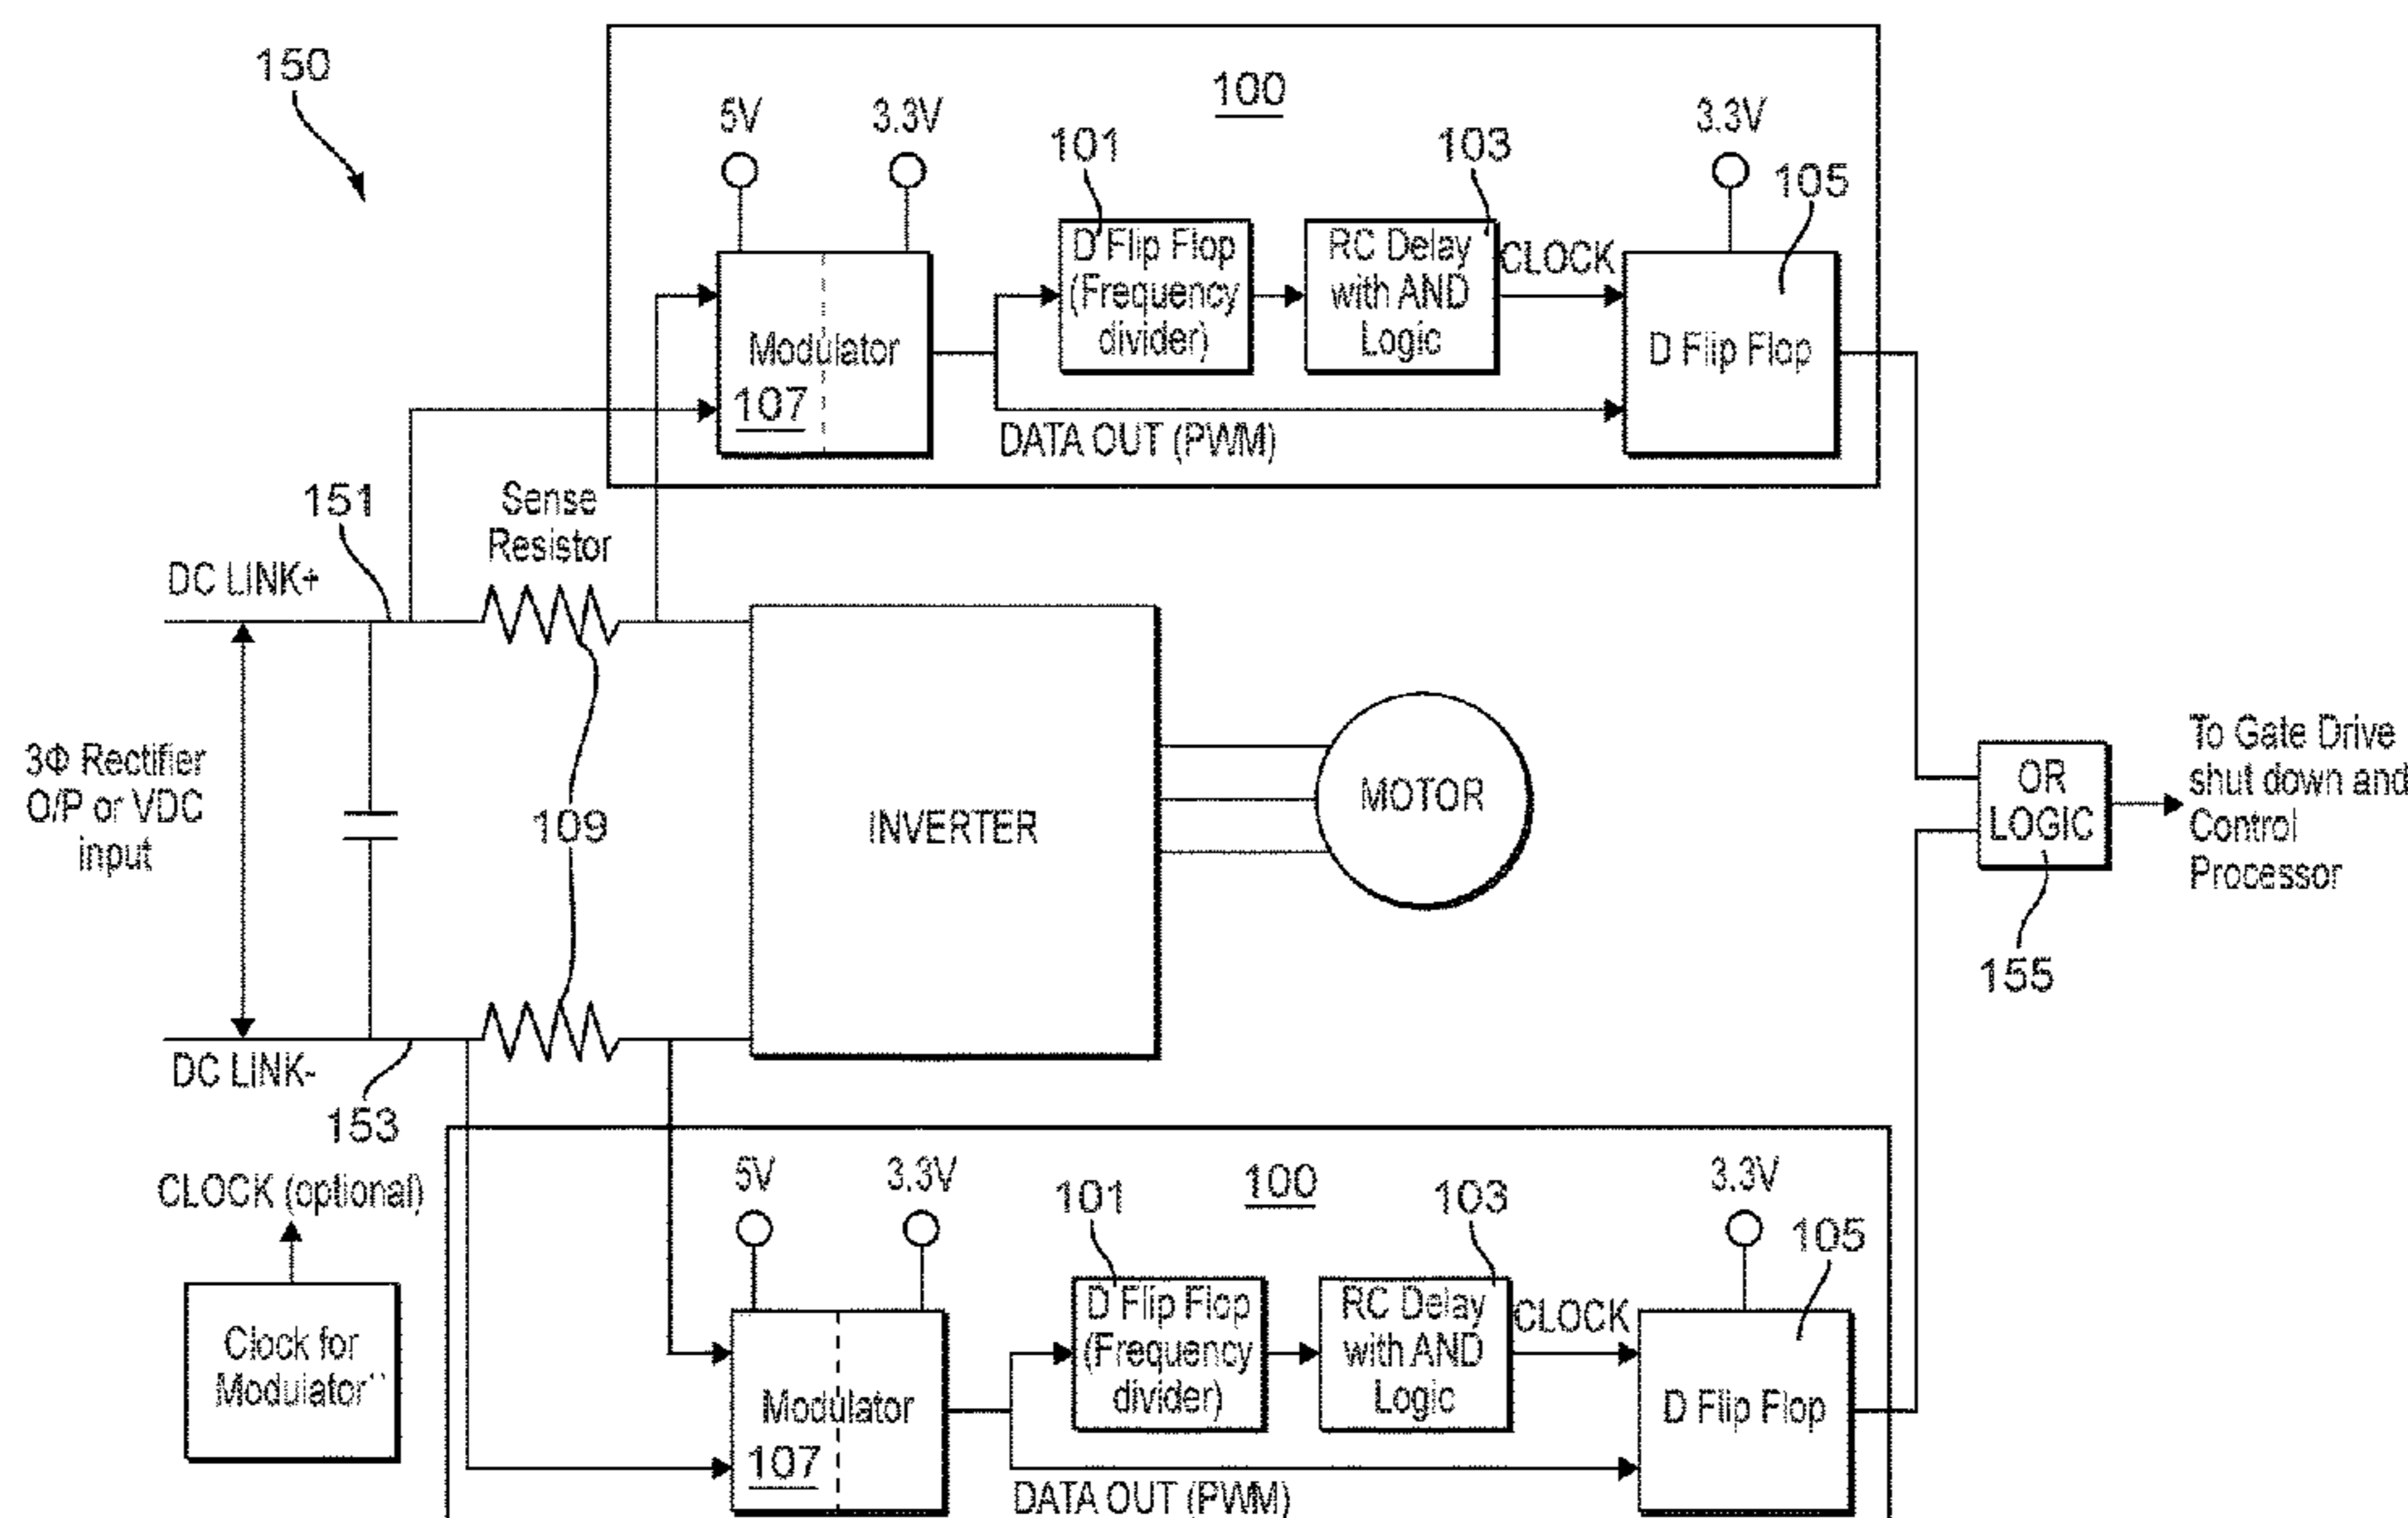 150
100
5V
3.3V
101
103
3.3V
105
D Flip Flop
(Frequency
divider)
RC Delay
with AND
Logic
CLOCK
Modulator
107
D Flip Flop
DATA OUT (PWM)
151
Sense
Resistor
DC LINK+
3Φ Rectifier
O/P or VDC
input
109
INVERTER
MOTOR
OR
LOGIC
155
To Gate Drive
shut down and
Control
Processor
DC LINK-
153
CLOCK (optional)
Clock for
Modulator''
100
5V
3.3V
101
103
3.3V
105
D Flip Flop
(Frequency
divider)
RC Delay
with AND
Logic
CLOCK
Modulator
107
D Flip Flop
DATA OUT (PWM)